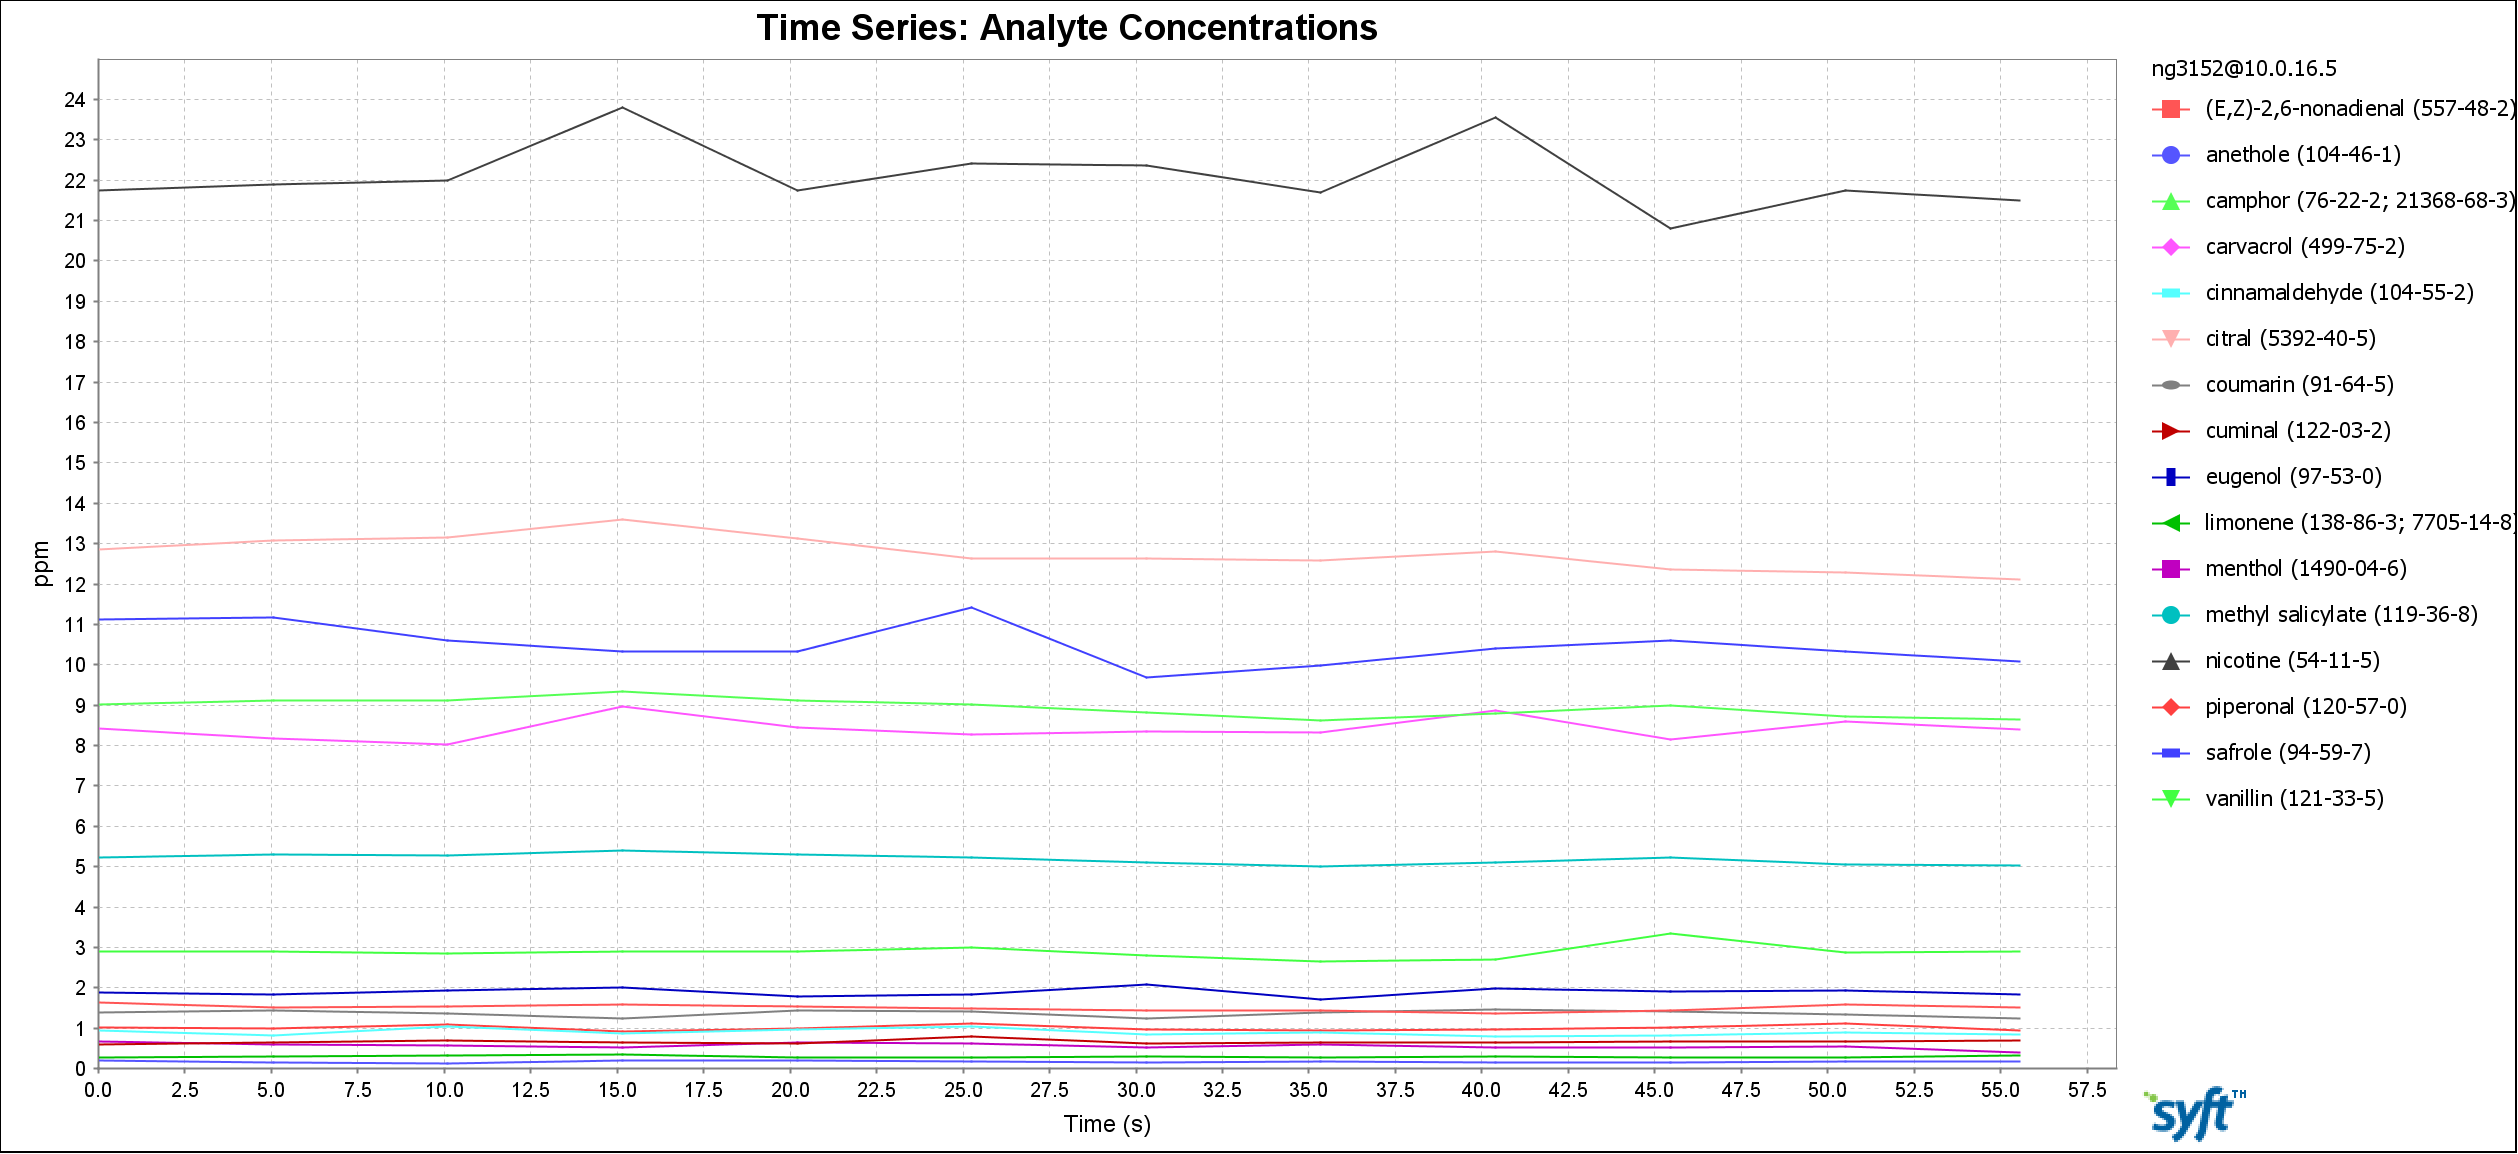 Time Series: Analyte Concentrations
ng3152@10.0.16.5
(E,Z)-2,6-nonadienal (557-48-2)
anethole (104-46-1)
camphor (76-22-2; 21368-68-3)
carvacrol (499-75-2)
cinnamaldehyde (104-55-2)
citral (5392-40-5)
coumarin (91-64-5)
cuminal (122-03-2)
eugenol (97-53-0)
limonene (138-86-3; 7705-14-8)
menthol (1490-04-6)
methyl salicylate (119-36-8)
nicotine (54-11-5)
piperonal (120-57-0)
safrole (94-59-7)
vanillin (121-33-5)
24
23
22
21
20
19
18
17
16
15
14
13
12
11
10
9
8
7
6
5
4
3
2
1
0
ppm
0.0 2.5 5.0 7.5 10.0 12.5 15.0 17.5 20.0 22.5 25.0 27.5 30.0 32.5 35.0 37.5 40.0 42.5 45.0 47.5 50.0 52.5 55.0 57.5
Time (s)
syft™